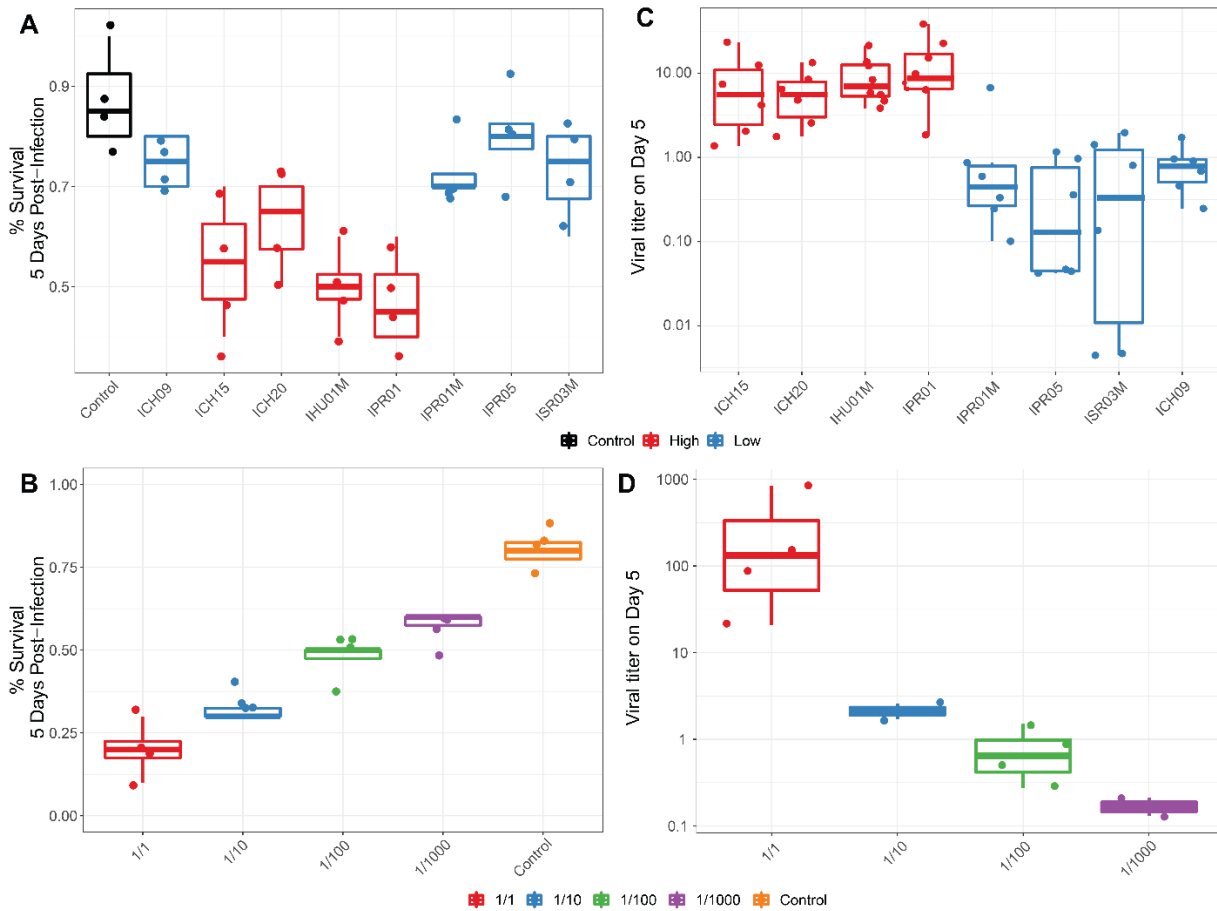 A
% Survival
5 Days Post−Infection
0.9
0.7
0.5
Control
ICH09
ICH15
ICH20
IHU01M
IPR01
IPR01M
IPR05
ISR03M
C
Viral titer on Day 5
10.00
1.00
0.10
0.01
ICH15
ICH20
IHU01M
IPR01
IPR01M
IPR05
ISR03M
ICH09
Control High Low
B
% Survival
5 Days Post−Infection
1.00
0.75
0.50
0.25
0.00
1/1
1/10
1/100
1/1000
Control
D
Viral titer on Day 5
1000
100
10
1
0.1
1/1
1/10
1/100
1/1000
1/1 1/10 1/100 1/1000 Control